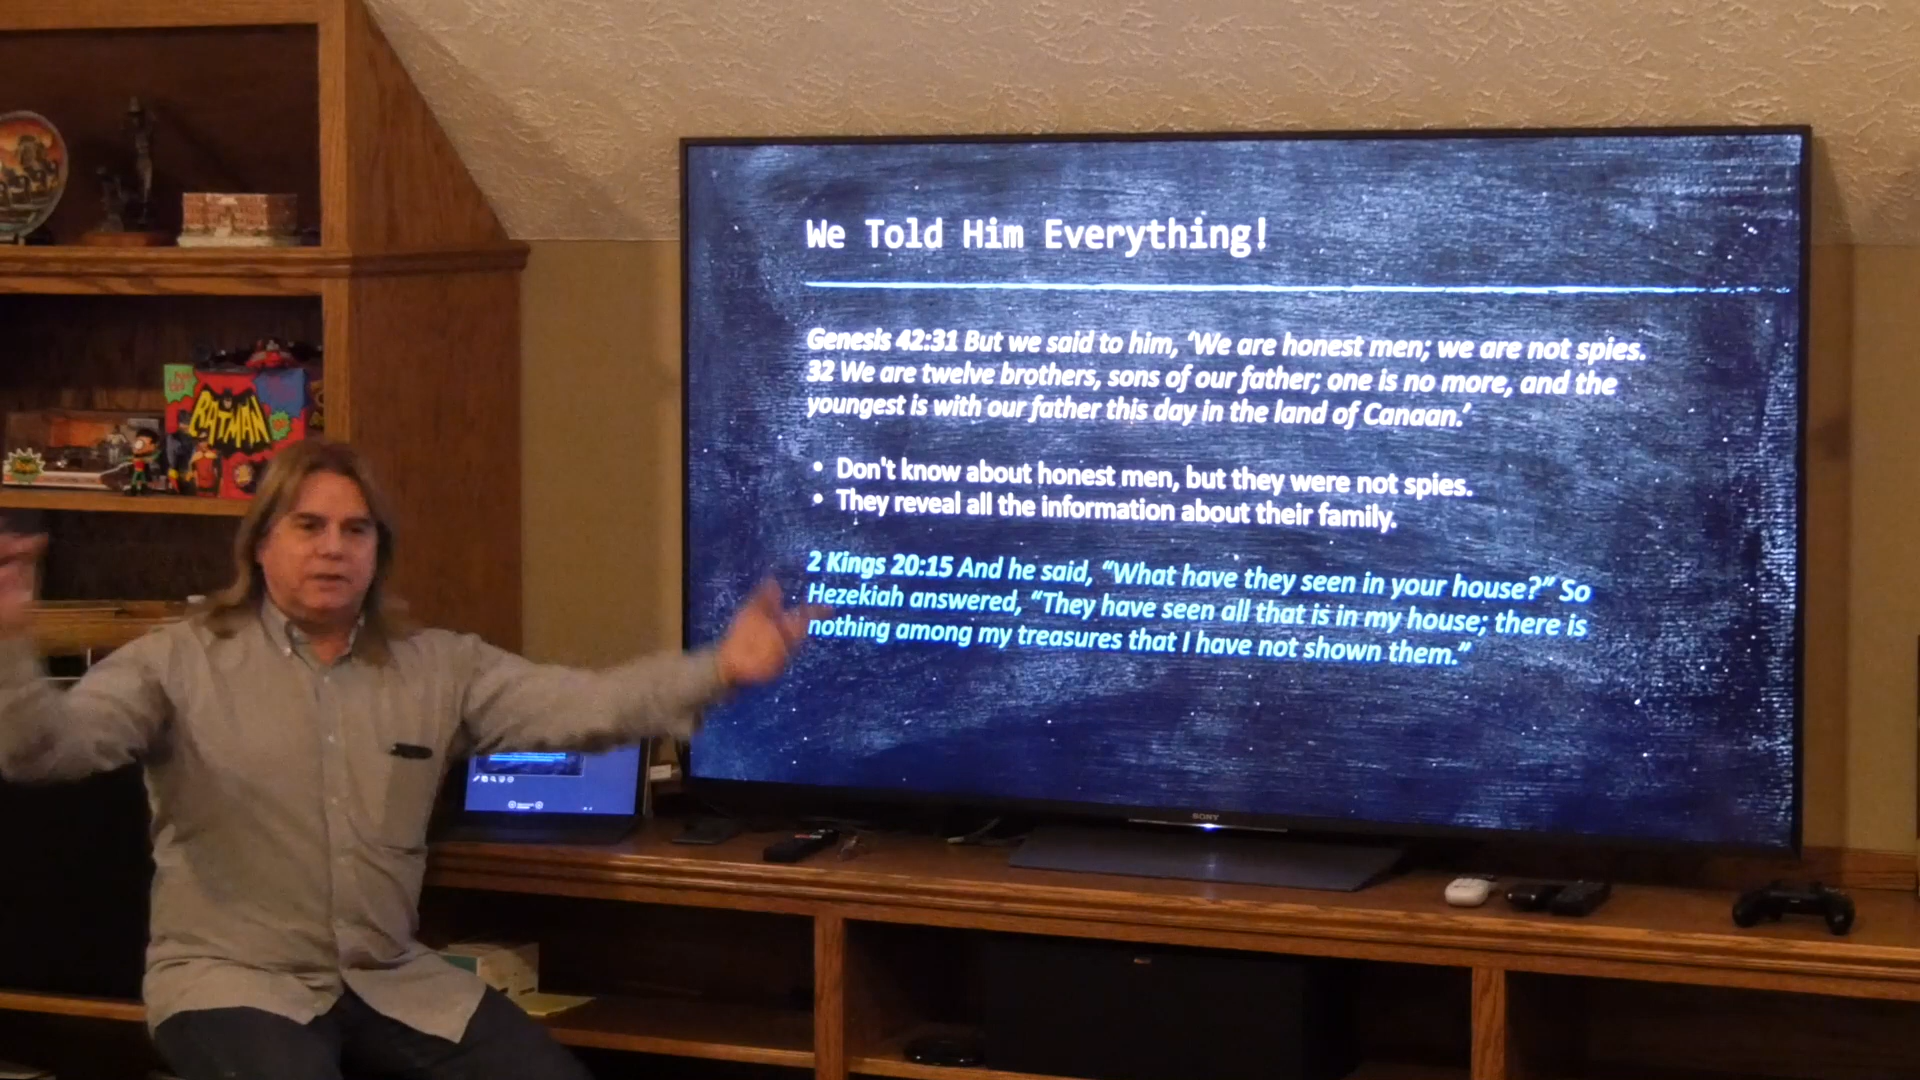 We Told Him Everything!
Genesis 42:31 But we said to him, ‘We are honest men; we are not spies.
32 We are twelve brothers, sons of our father; one is no more, and the
youngest is with our father this day in the land of Canaan.’
• Don't know about honest men, but they were not spies.
• They reveal all the information about their family.
2 Kings 20:15 And he said, “What have they seen in your house?” So
Hezekiah answered, “They have seen all that is in my house; there is
nothing among my treasures that I have not shown them.”
SONY
BATMAN